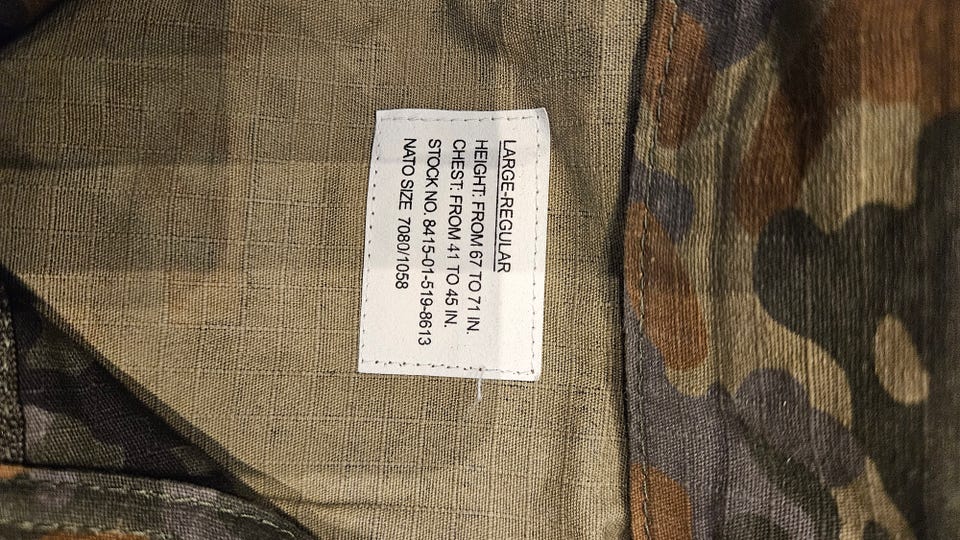 LARGE-REGULAR
HEIGHT: FROM 67 TO 71 IN.
CHEST: FROM 41 TO 45 IN.
STOCK NO. 8415-01-519-8613
NATO SIZE 7080/1058